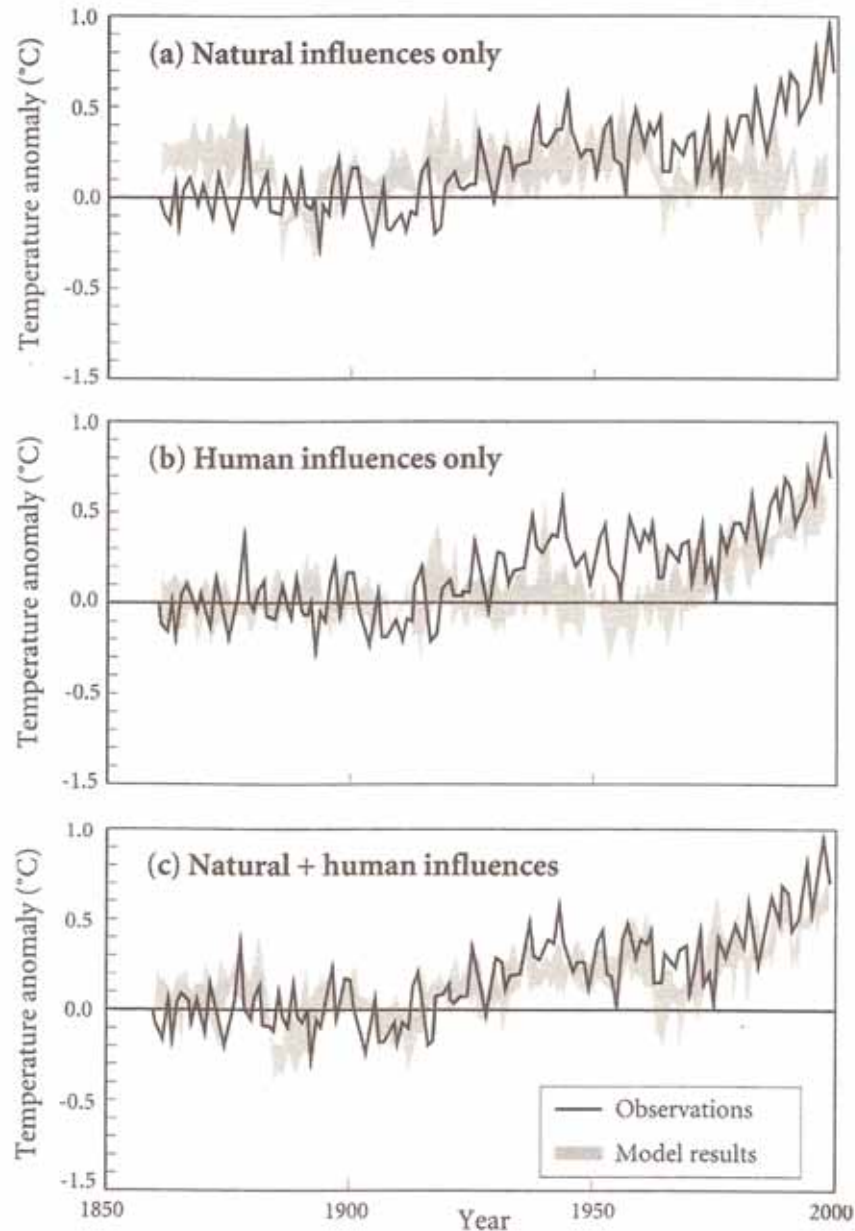 1.0
(a) Natural influences only
0.5
0.0
-0.5
-1.5
Temperature anomaly (°C)
1.0
(b) Human influences only
0.5
0.0
-0.5
-1.5
Temperature anomaly (°C)
1.0
(c) Natural + human influences
0.5
0.0
-0.5
-1.5
Temperature anomaly (°C)
Observations
Model results
1850
1900
1950
2000
Year